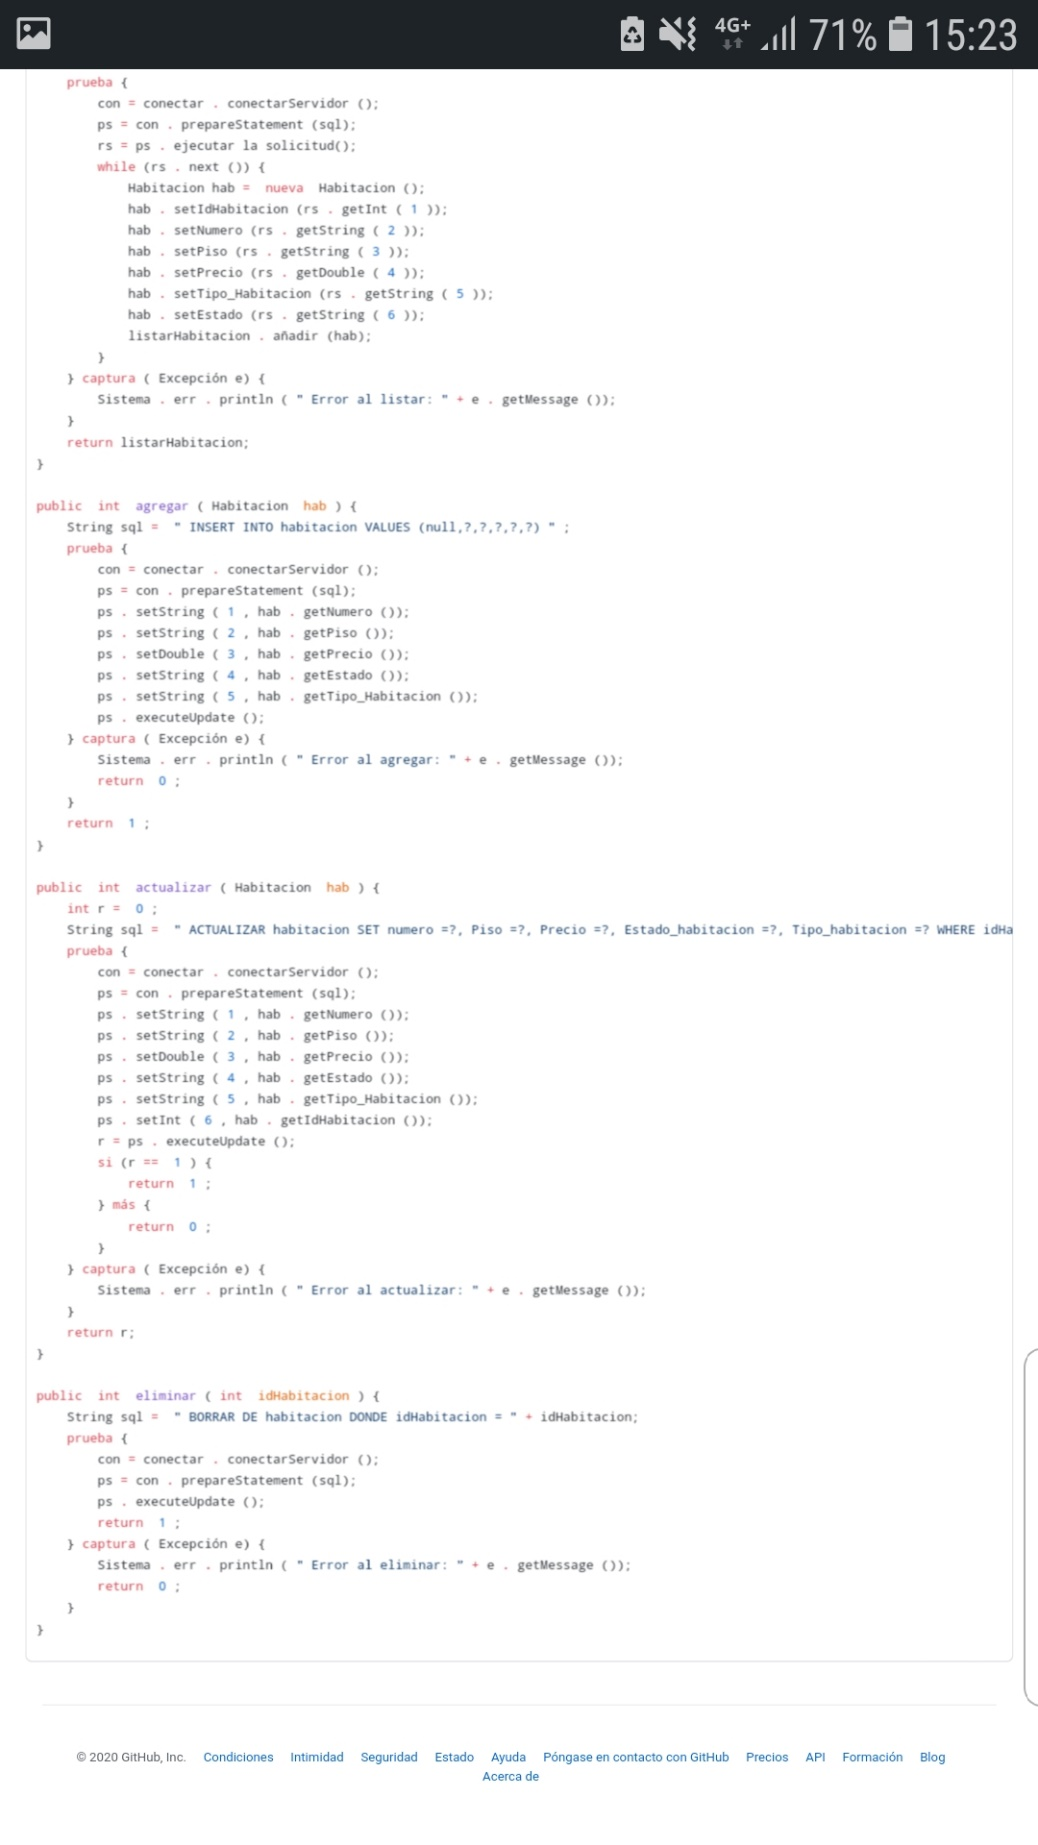 4G+ 71% 15:23
prueba {
con = conectar . conectarServidor ();
ps = con . prepareStatement (sql);
rs = ps . ejecutar la solicitud();
while (rs . next ()) {
Habitacion hab = nueva Habitacion ();
hab . setIdHabitacion (rs . getInt ( 1 ));
hab . setNumero (rs . getString ( 2 ));
hab . setPiso (rs . getString ( 3 ));
hab . setPrecio (rs . getDouble ( 4 ));
hab . setTipo_Habitacion (rs . getString ( 5 ));
hab . setEstado (rs . getString ( 6 ));
listarHabitacion . añadir (hab);
}
} captura ( Excepción e) {
Sistema . err . println ( " Error al listar: " + e . getMessage ());
}
return listarHabitacion;
}
public int agregar ( Habitacion hab ) {
String sql = " INSERT INTO habitacion VALUES (null,?,?,?,?,?) " ;
prueba {
con = conectar . conectarServidor ();
ps = con . prepareStatement (sql);
ps . setString ( 1 , hab . getNumero ());
ps . setString ( 2 , hab . getPiso ());
ps . setDouble ( 3 , hab . getPrecio ());
ps . setString ( 4 , hab . getEstado ());
ps . setString ( 5 , hab . getTipo_Habitacion ());
ps . executeUpdate ();
} captura ( Excepción e) {
Sistema . err . println ( " Error al agregar: " + e . getMessage ());
return 0 ;
}
return 1 ;
}
public int actualizar ( Habitacion hab ) {
int r = 0 ;
String sql = " ACTUALIZAR habitacion SET numero =?, Piso =?, Precio =?, Estado_habitacion =?, Tipo_habitacion =? WHERE idHa
prueba {
con = conectar . conectarServidor ();
ps = con . prepareStatement (sql);
ps . setString ( 1 , hab . getNumero ());
ps . setString ( 2 , hab . getPiso ());
ps . setDouble ( 3 , hab . getPrecio ());
ps . setString ( 4 , hab . getEstado ());
ps . setString ( 5 , hab . getTipo_Habitacion ());
ps . setInt ( 6 , hab . getIdHabitacion ());
r = ps . executeUpdate ();
si (r == 1 ) {
return 1 ;
} más {
return 0 ;
}
} captura ( Excepción e) {
Sistema . err . println ( " Error al actualizar: " + e . getMessage ());
}
return r;
}
public int eliminar ( int idHabitacion ) {
String sql = " BORRAR DE habitacion DONDE idHabitacion = " + idHabitacion;
prueba {
con = conectar . conectarServidor ();
ps = con . prepareStatement (sql);
ps . executeUpdate ();
return 1 ;
} captura ( Excepción e) {
Sistema . err . println ( " Error al eliminar: " + e . getMessage ());
return 0 ;
}
}
© 2020 GitHub, Inc. Condiciones Intimidad Seguridad Estado Ayuda Póngase en contacto con GitHub Precios API Formación Blog
Acerca de